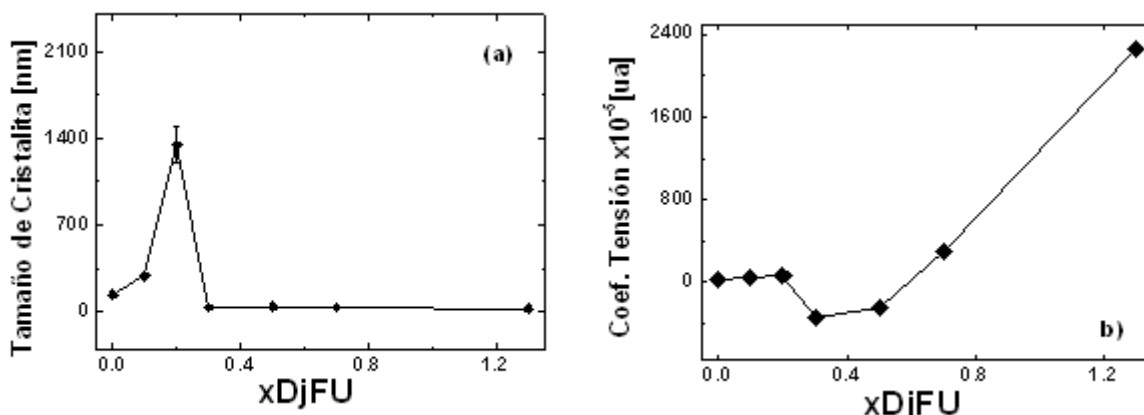 Tamaño de Cristalita [nm]
2100
1400
700
0
(a)
0.0 0.4 0.8 1.2
xDjFU
Coef. Tensión x10⁻⁵[ua]
2400
1600
800
0
b)
0.0 0.4 0.8 1.2
xDjFU